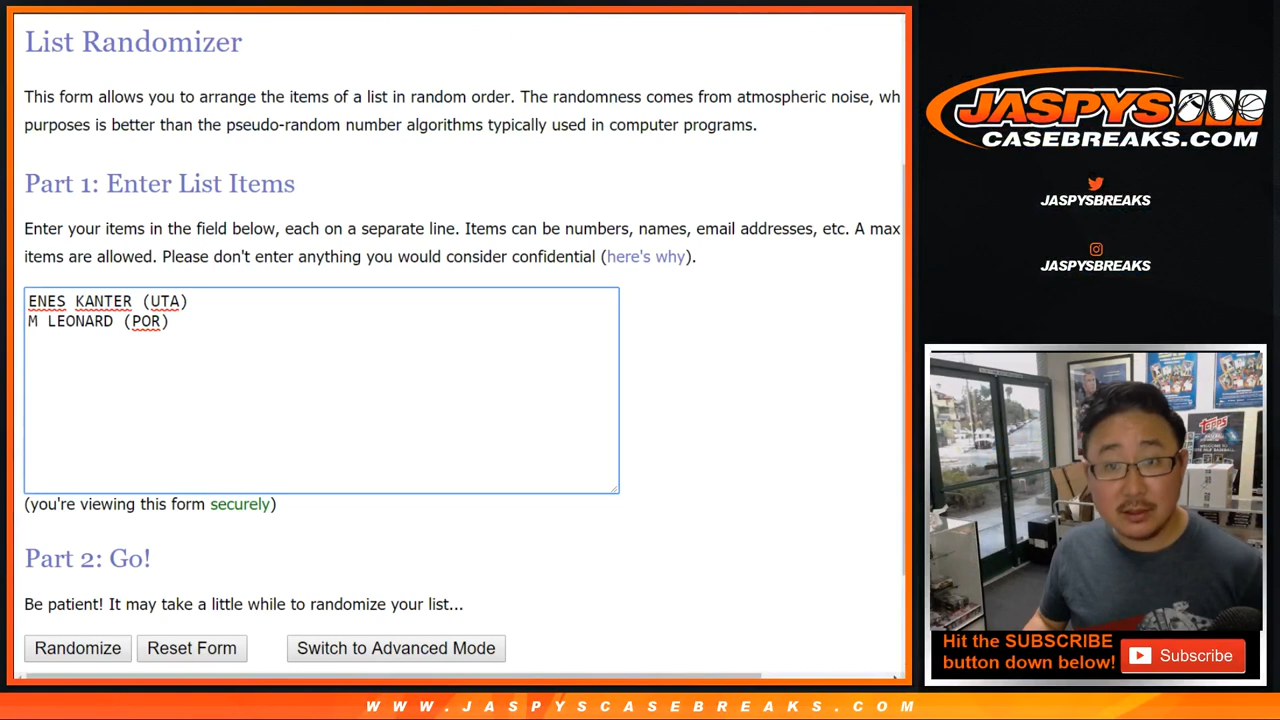 List Randomizer
This form allows you to arrange the items of a list in random order. The randomness comes from atmospheric noise, wh
purposes is better than the pseudo-random number algorithms typically used in computer programs.
Part 1: Enter List Items
Enter your items in the field below, each on a separate line. Items can be numbers, names, email addresses, etc. A max
items are allowed. Please don't enter anything you would consider confidential (here's why).
ENES KANTER (UTA)
M LEONARD (POR)
(you're viewing this form securely)
Part 2: Go!
Be patient! It may take a little while to randomize your list...
Randomize Reset Form Switch to Advanced Mode
JASPYS
CASEBREAKS.COM
JASPYSBREAKS
JASPYSBREAKS
topps
Hit the SUBSCRIBE
button down below!
Subscribe
WWW.JASPYSCASEBREAKS.COM